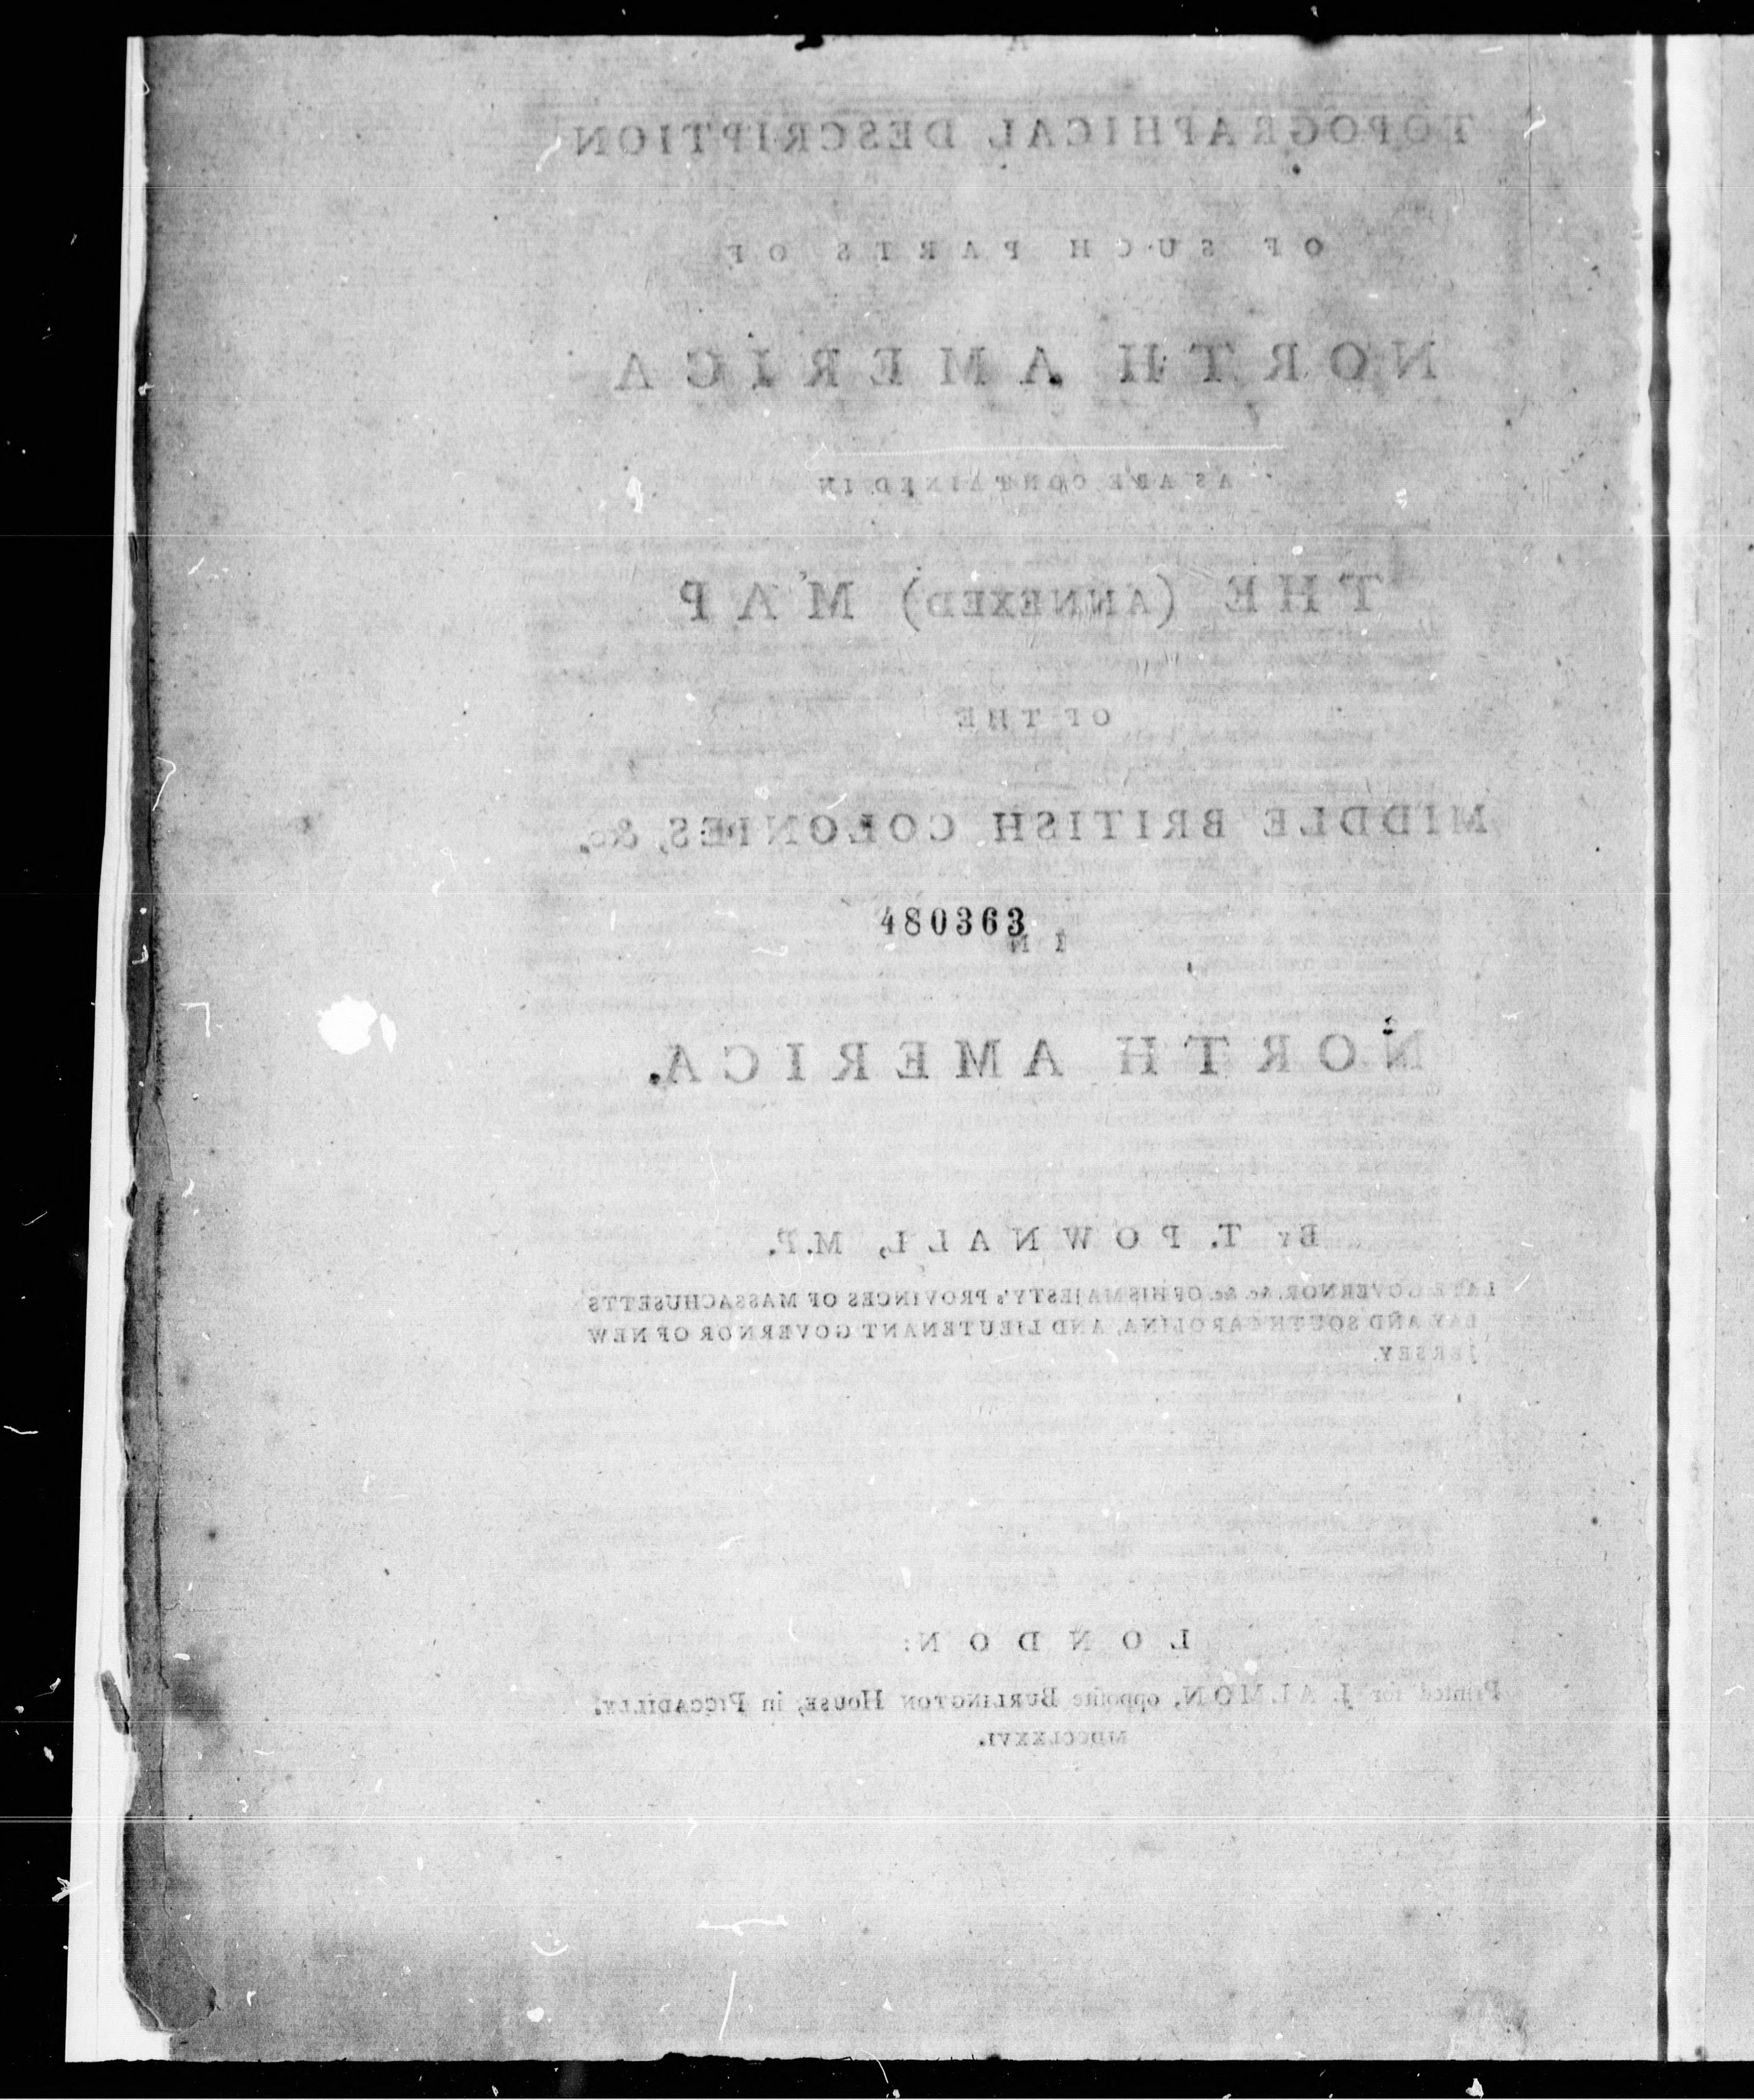 A
TOPOGRAPHICAL DESCRIPTION
OF SUCH PARTS OF
NORTH AMERICA
AS ARE CONTAINED IN
THE (ANNEXED) MAP
OF THE
MIDDLE BRITISH COLONIES, &c.
480363
IN
NORTH AMERICA.
By T. POWNALL, M.P.
LATE GOVERNOR, &c. &c. OF HIS MAJESTY's PROVINCES OF MASSACHUSETTS
BAY AND SOUTH CAROLINA, AND LIEUTENANT GOVERNOR OF NEW
JERSEY.
LONDON:
Printed for J. ALMON, opposite BURLINGTON HOUSE, in PICCADILLY.
MDCCLXXVI.